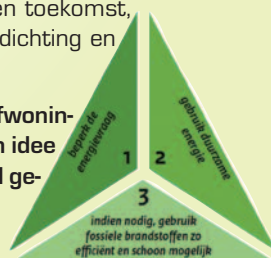 en toekomst,
dichting en
fwonin-
n idee
l ge-
beperk de
energievraag
1
gebruik duurzame
energie
2
3
indien nodig, gebruik
fossiele brandstoffen zo
efficiënt en schoon mogelijk